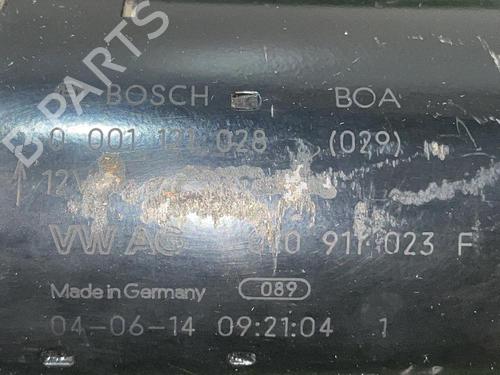 B PARTS
BOSCH BOA
0 001 121 028 (029)
12V
VW AG 911 023 F
Made in Germany 089
04-06-14 09:21:04 1